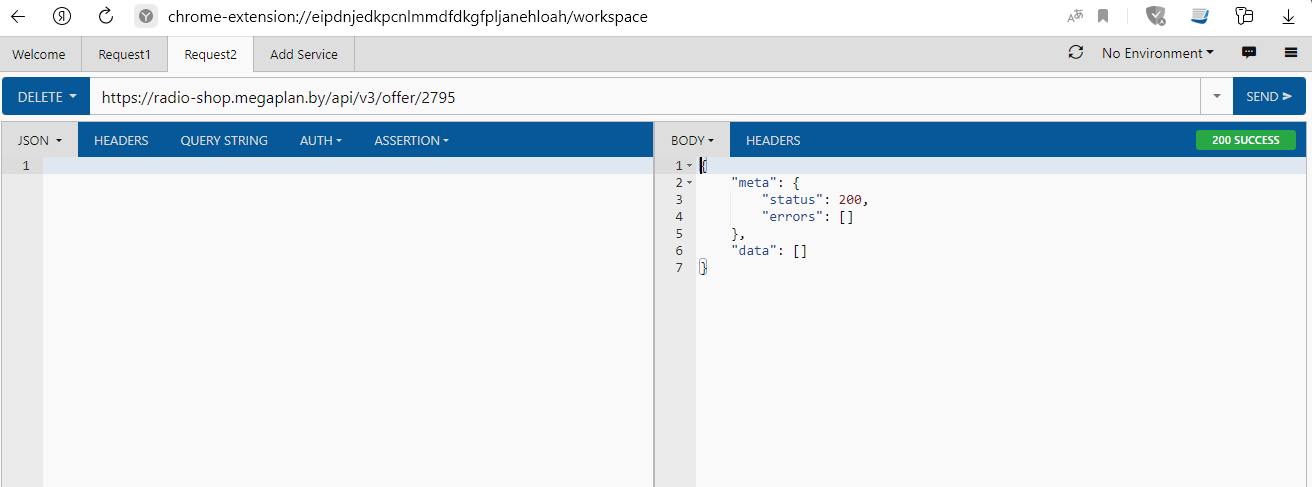 chrome-extension://eipdnjedkpcnlmmdfdkgfpljanehloah/workspace
Welcome Request1 Request2 Add Service No Environment
DELETE https://radio-shop.megaplan.by/api/v3/offer/2795 SEND
JSON HEADERS QUERY STRING AUTH ASSERTION BODY HEADERS 200 SUCCESS
1
1 {
2 "meta": {
3 "status": 200,
4 "errors": []
5 },
6 "data": []
7 }